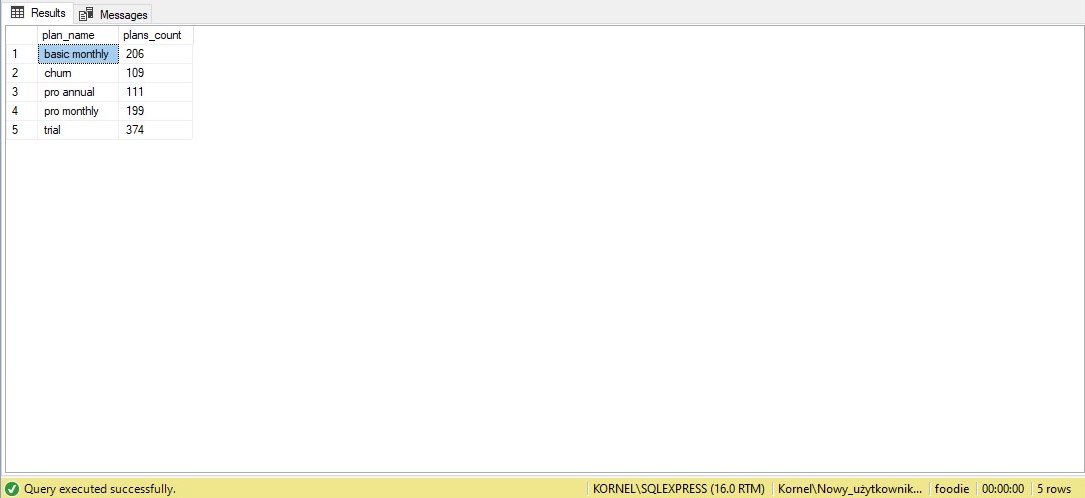 Results Messages
plan_name plans_count
1 basic monthly 206
2 churn 109
3 pro annual 111
4 pro monthly 199
5 trial 374
Query executed successfully. KORNEL\SQLEXPRESS (16.0 RTM) Kornel\Nowy_użytkownik... foodie 00:00:00 5 rows